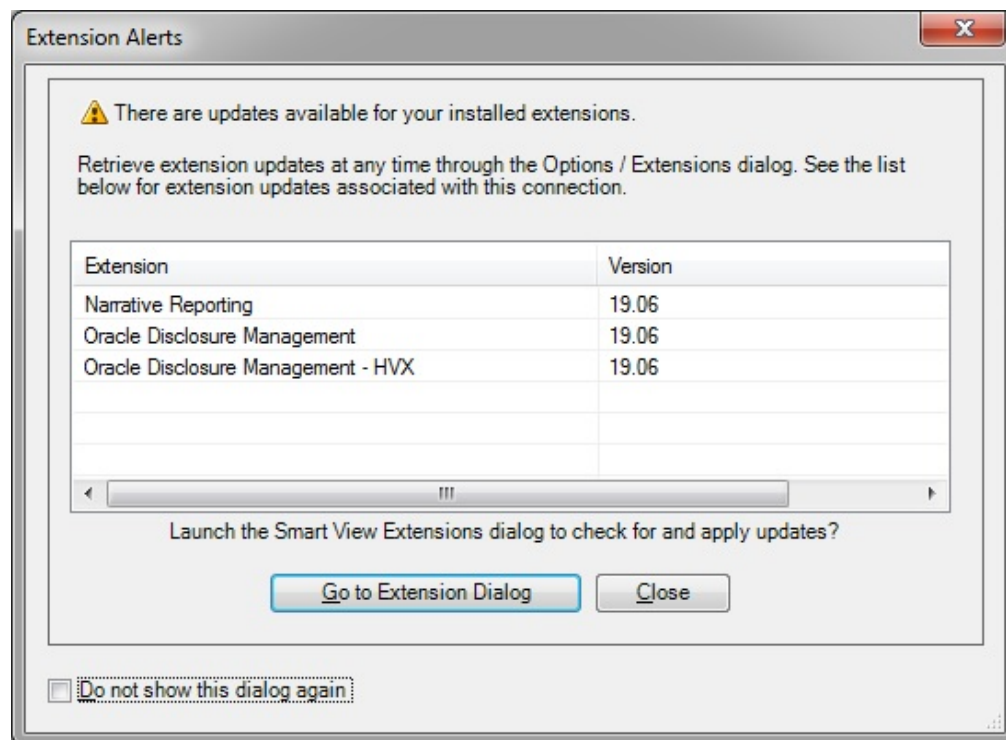 Extension Alerts
There are updates available for your installed extensions.
Retrieve extension updates at any time through the Options / Extensions dialog. See the list
below for extension updates associated with this connection.
Extension Version
Narrative Reporting 19.06
Oracle Disclosure Management 19.06
Oracle Disclosure Management - HVX 19.06
Launch the Smart View Extensions dialog to check for and apply updates?
Go to Extension Dialog Close
Do not show this dialog again